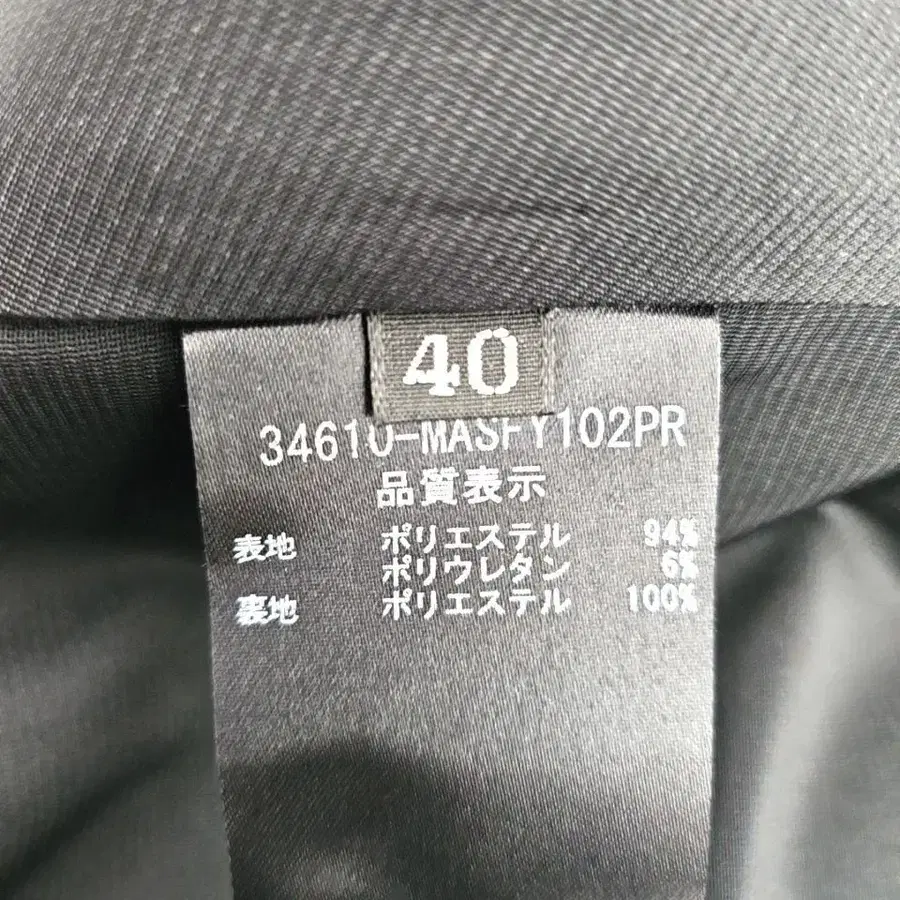 40
34610-MASFY102PR
品質表示
表地 ポリエステル 94%
ポリウレタン 6%
裏地 ポリエステル 100%